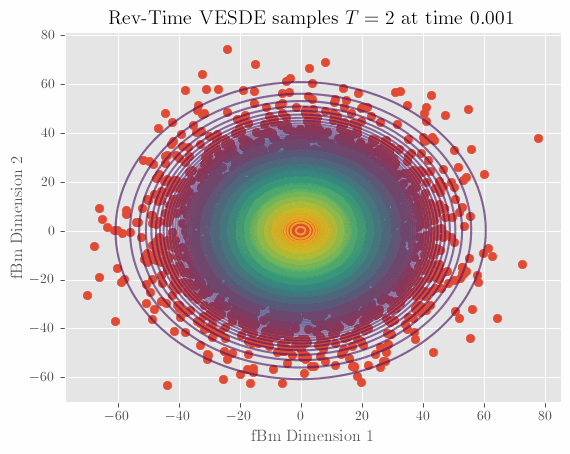 Rev-Time VESDE samples T = 2 at time 0.001
80
60
40
20
0
−20
−40
−60
fBm Dimension 2
−60 −40 −20 0 20 40 60 80
fBm Dimension 1